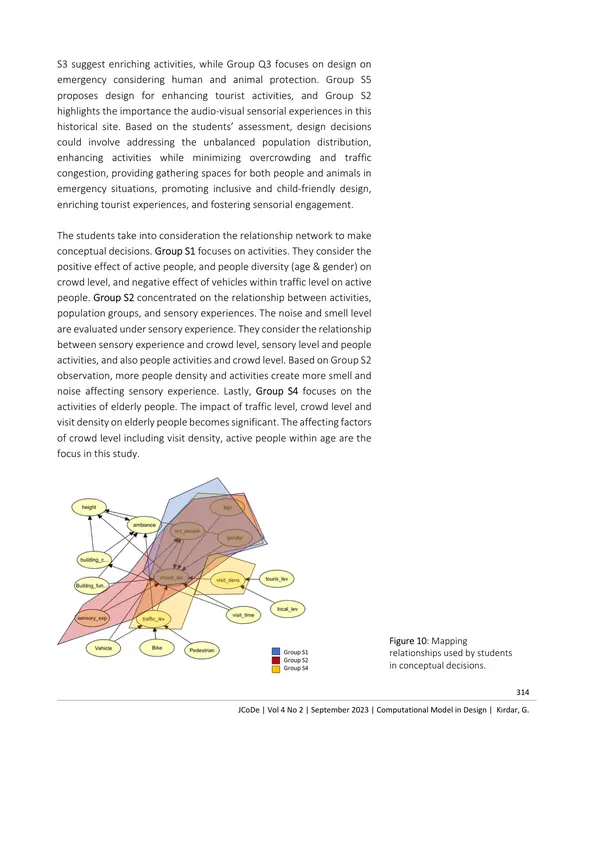 S3 suggest enriching activities, while Group Q3 focuses on design on
emergency considering human and animal protection. Group S5
proposes design for enhancing tourist activities, and Group S2
highlights the importance the audio-visual sensorial experiences in this
historical site. Based on the students’ assessment, design decisions
could involve addressing the unbalanced population distribution,
enhancing activities while minimizing overcrowding and traffic
congestion, providing gathering spaces for both people and animals in
emergency situations, promoting inclusive and child-friendly design,
enriching tourist experiences, and fostering sensorial engagement.
The students take into consideration the relationship network to make
conceptual decisions. Group S1 focuses on activities. They consider the
positive effect of active people, and people diversity (age & gender) on
crowd level, and negative effect of vehicles within traffic level on active
people. Group S2 concentrated on the relationship between activities,
population groups, and sensory experiences. The noise and smell level
are evaluated under sensory experience. They consider the relationship
between sensory experience and crowd level, sensory level and people
activities, and also people activities and crowd level. Based on Group S2
observation, more people density and activities create more smell and
noise affecting sensory experience. Lastly, Group S4 focuses on the
activities of elderly people. The impact of traffic level, crowd level and
visit density on elderly people becomes significant. The affecting factors
of crowd level including visit density, active people within age are the
focus in this study.
height
age
ambiance
act_people
gender
building_c...
Building_fun...
visit_dens
touris_lev
local_lev
visit_time
sensory_exp
traffic_lev
Vehicle
Bike
Pedestrian
Group S1
Group S2
Group S4
Figure 10: Mapping
relationships used by students
in conceptual decisions.
314
JCoDe | Vol 4 No 2 | September 2023 | Computational Model in Design | Kırdar, G.